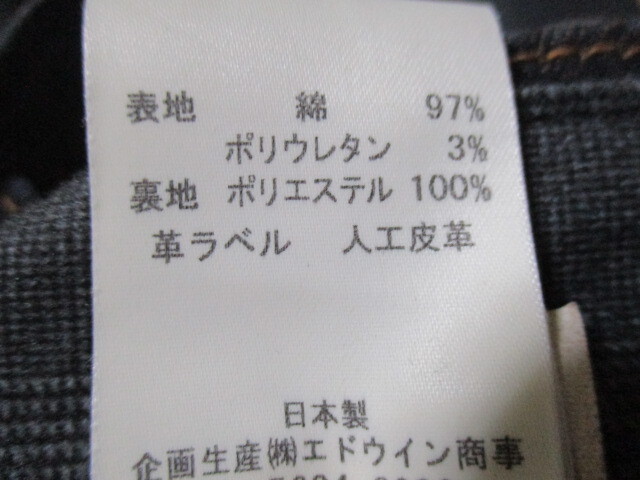 表地 綿 97%
ポリウレタン 3%
裏地 ポリエステル 100%
革ラベル 人工皮革
日本製
企画生産㈱エドウイン商事